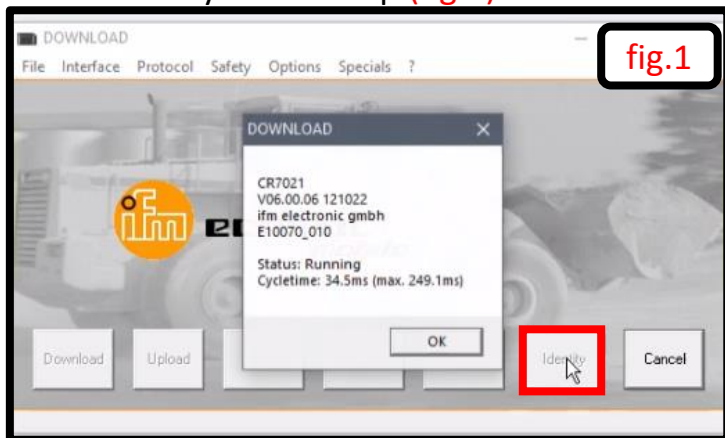 DOWNLOAD
File Interface Protocol Safety Options Specials ?
fig.1
DOWNLOAD
CR7021
V06.00.06 121022
ifm electronic gmbh
E10070_010
Status: Running
Cycletime: 34.5ms (max. 249.1ms)
OK
ifm
Download Upload Identity Cancel